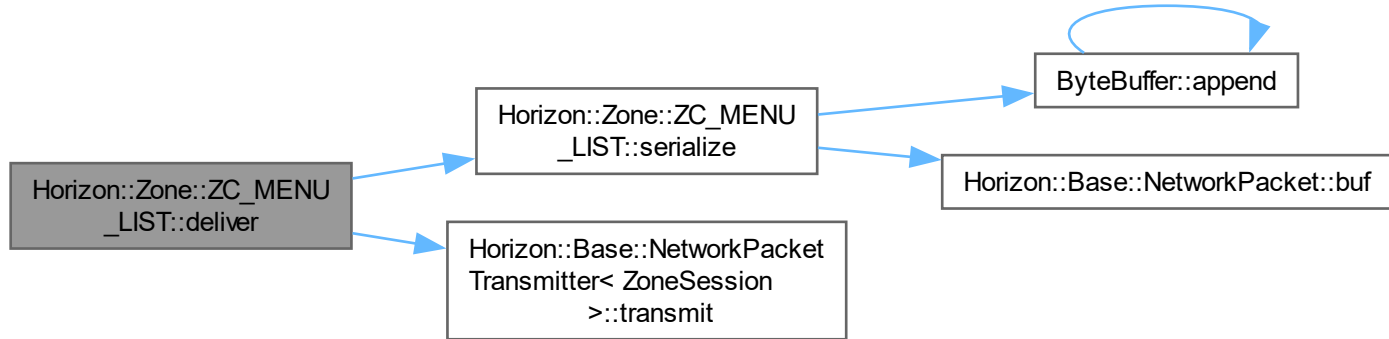 Horizon::Zone::ZC_MENU
_LIST::deliver
Horizon::Zone::ZC_MENU
_LIST::serialize
ByteBuffer::append
Horizon::Base::NetworkPacket::buf
Horizon::Base::NetworkPacket
Transmitter< ZoneSession
>::transmit